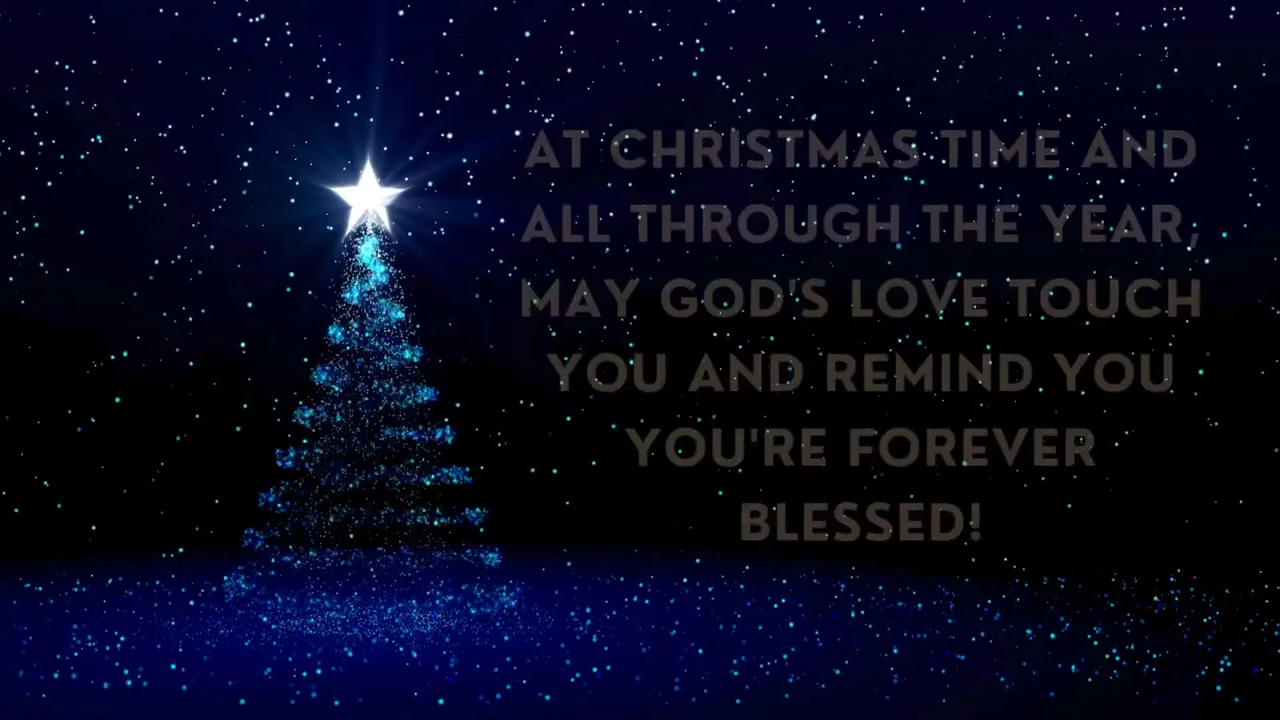 AT CHRISTMAS TIME AND
ALL THROUGH THE YEAR,
MAY GOD'S LOVE TOUCH
YOU AND REMIND YOU
YOU'RE FOREVER
BLESSED!